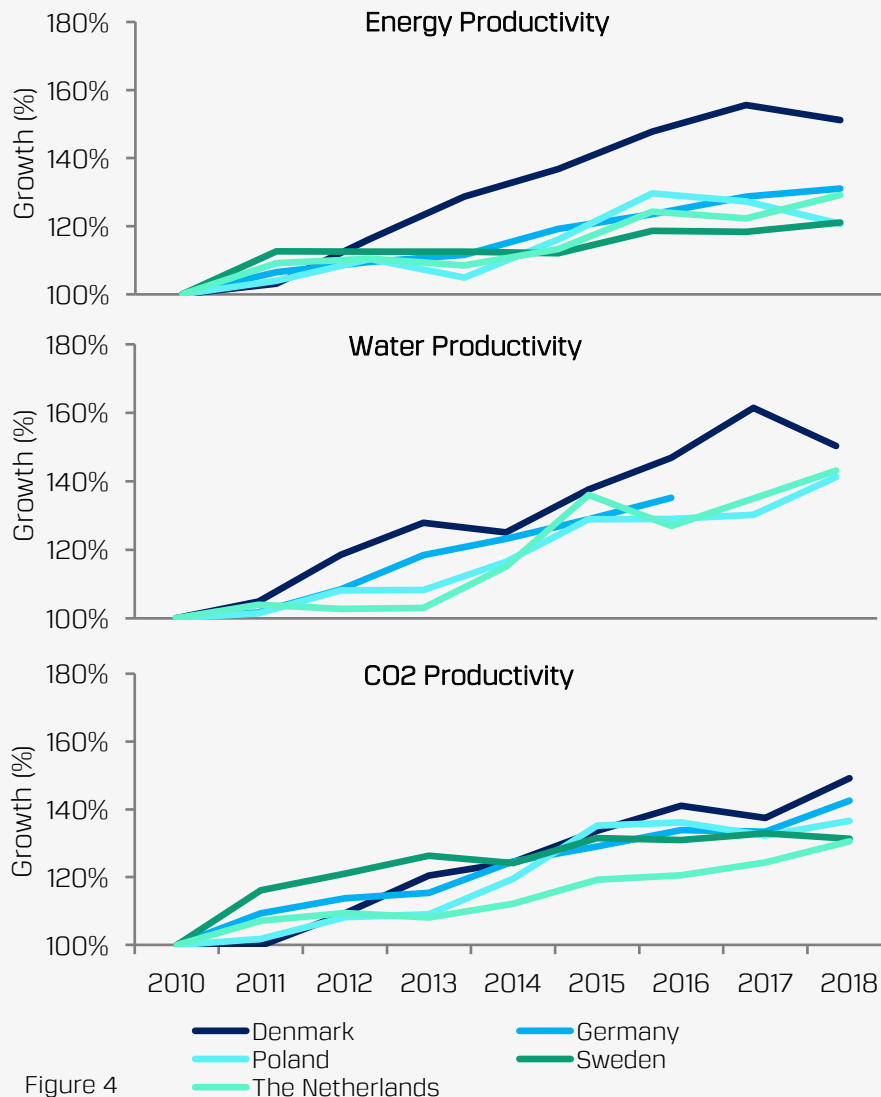 Energy Productivity
Growth (%)
180%
160%
140%
120%
100%
Water Productivity
Growth (%)
180%
160%
140%
120%
100%
CO2 Productivity
Growth (%)
180%
160%
140%
120%
100%
2010 2011 2012 2013 2014 2015 2016 2017 2018
Denmark Germany
Poland Sweden
The Netherlands
Figure 4